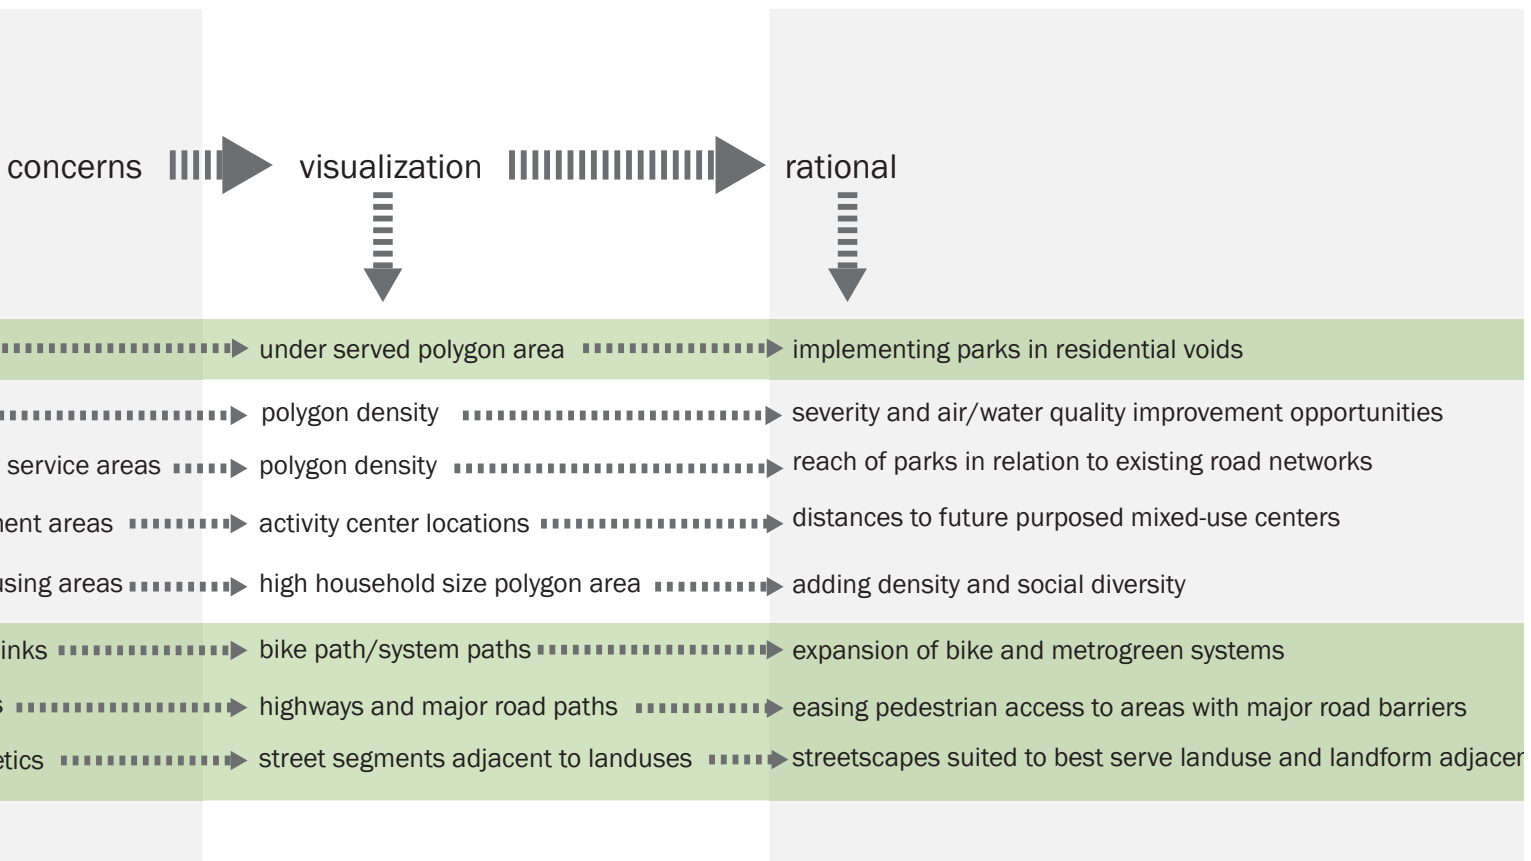 concerns visualization rational
under served polygon area implementing parks in residential voids
polygon density severity and air/water quality improvement opportunities
service areas polygon density reach of parks in relation to existing road networks
areas activity center locations distances to future purposed mixed-use centers
areas high household size polygon area adding density and social diversity
bike path/system paths expansion of bike and metrogreen systems
highways and major road paths easing pedestrian access to areas with major road barriers
street segments adjacent to landuses streetscapes suited to best serve landuse and landform